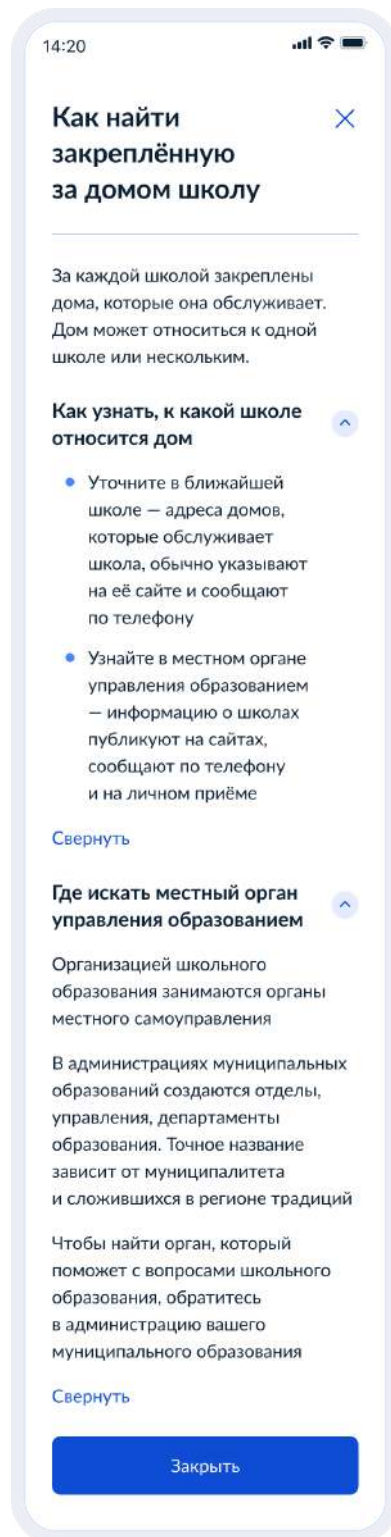 14:20
Как найти
закреплённую
за домом школу
За каждой школой закреплены
дома, которые она обслуживает.
Дом может относиться к одной
школе или нескольким.
Как узнать, к какой школе
относится дом
Уточните в ближайшей
школе — адреса домов,
которые обслуживает
школа, обычно указывают
на её сайте и сообщают
по телефону
Узнайте в местном органе
управления образованием
— информацию о школах
публикуют на сайтах,
сообщают по телефону
и на личном приёме
Свернуть
Где искать местный орган
управления образованием
Организацией школьного
образования занимаются органы
местного самоуправления
В администрациях муниципальных
образований создаются отделы,
управления, департаменты
образования. Точное название
зависит от муниципалитета
и сложившихся в регионе традиций
Чтобы найти орган, который
поможет с вопросами школьного
образования, обратитесь
в администрацию вашего
муниципального образования
Свернуть
Закрыть